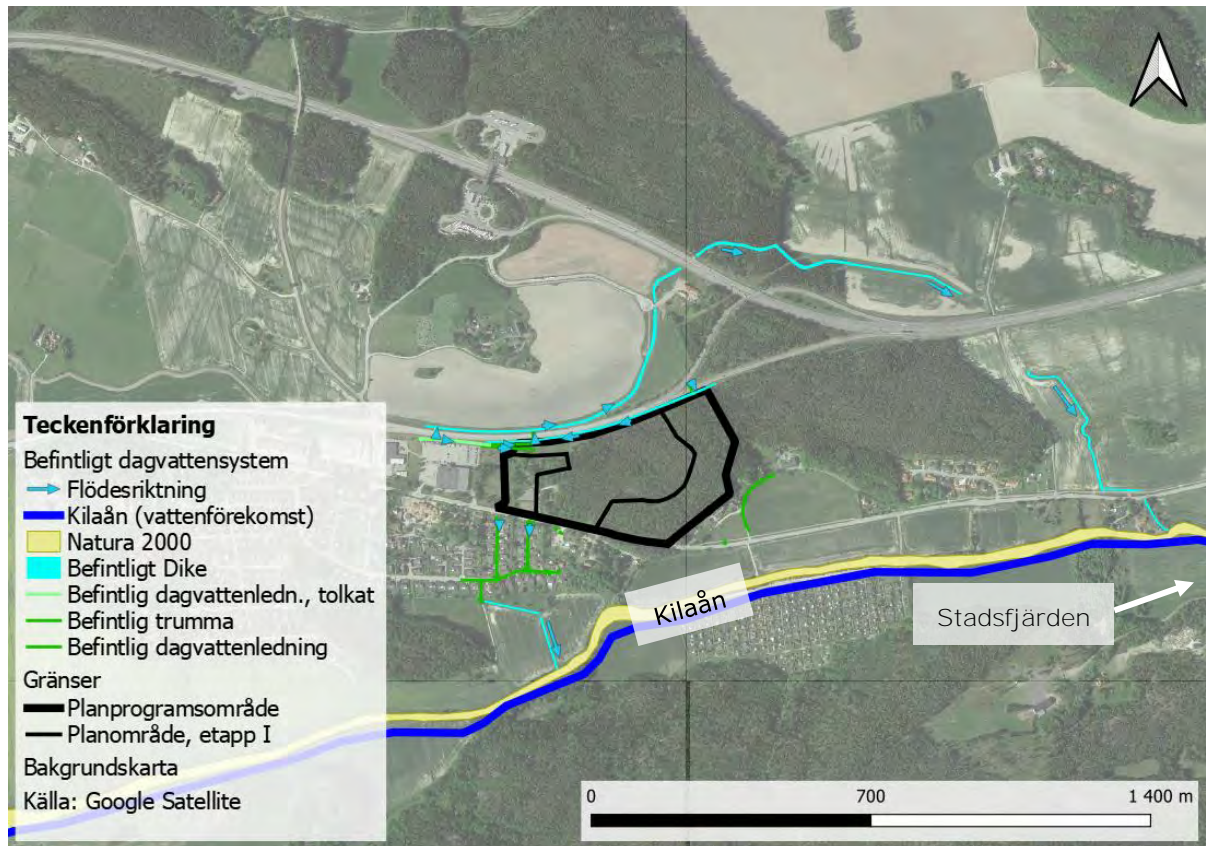 Teckenförklaring
Befintligt dagvattensystem
Flödesriktning
Kilaån (vattenförekomst)
Natura 2000
Befintligt Dike
Befintlig dagvattenledn., tolkat
Befintlig trumma
Befintlig dagvattenledning
Gränser
Planprogramsområde
Planområde, etapp I
Bakgrundskarta
Källa: Google Satellite
Kilaån
Stadsfjärden
0 700 1 400 m